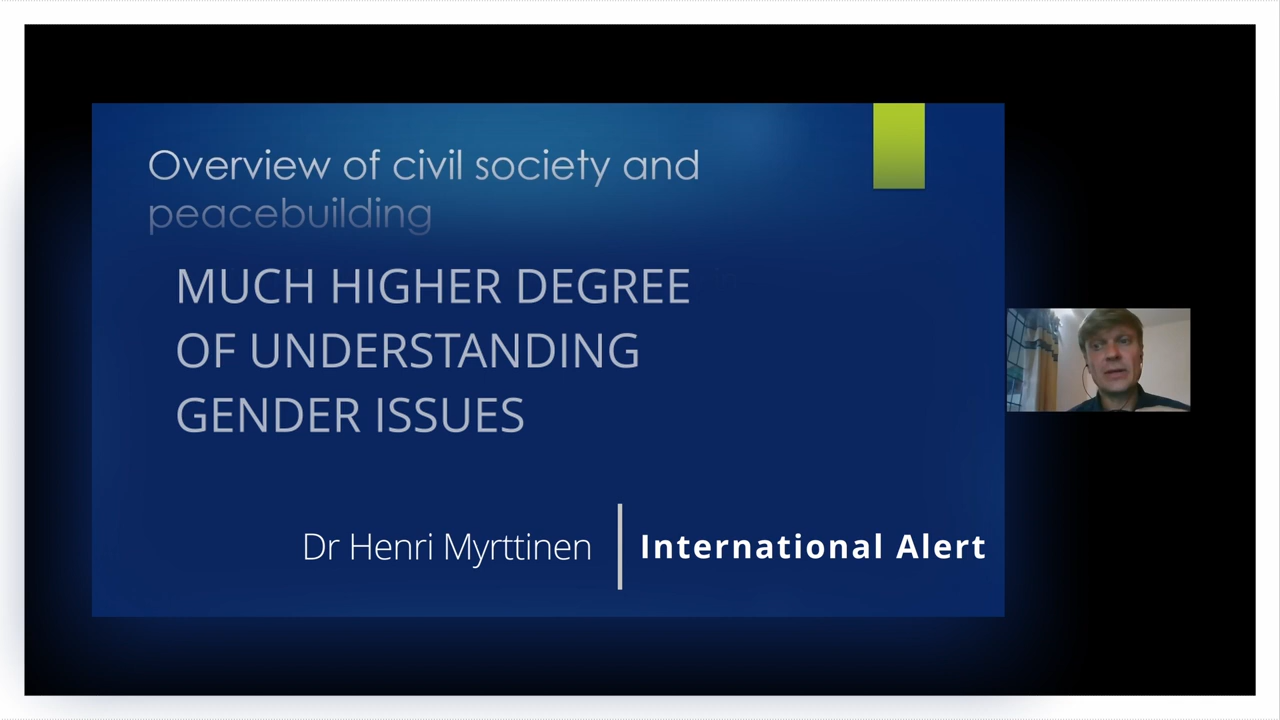 Overview of civil society and
peacebuilding
MUCH HIGHER DEGREE
OF UNDERSTANDING
GENDER ISSUES
Dr Henri Myrttinen
International Alert